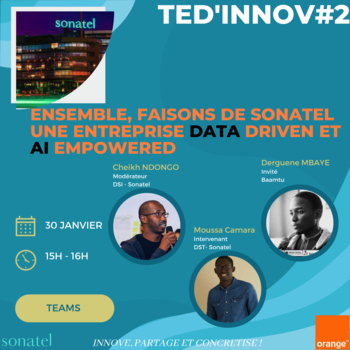 TED'INNOV#2
sonatel
ENSEMBLE, FAISONS DE SONATEL
UNE ENTREPRISE DATA DRIVEN ET
AI EMPOWERED
Cheikh NDONGO
Modérateur
DSI - Sonatel
Derguene MBAYE
Invité
Baamtu
Moussa Camara
Intervenant
DST- Sonatel
30 JANVIER
15H - 16H
TEAMS
sonatel
INNOVE, PARTAGE ET CONCRETISE !
orange™